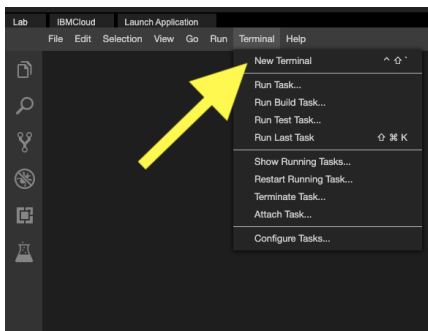 Lab IBMCloud Launch Application
File Edit Selection View Go Run Terminal Help
New Terminal ^ ⇧ `
Run Task...
Run Build Task...
Run Test Task...
Run Last Task ⇧ ⌘ K
Show Running Tasks...
Restart Running Task...
Terminate Task...
Attach Task...
Configure Tasks...